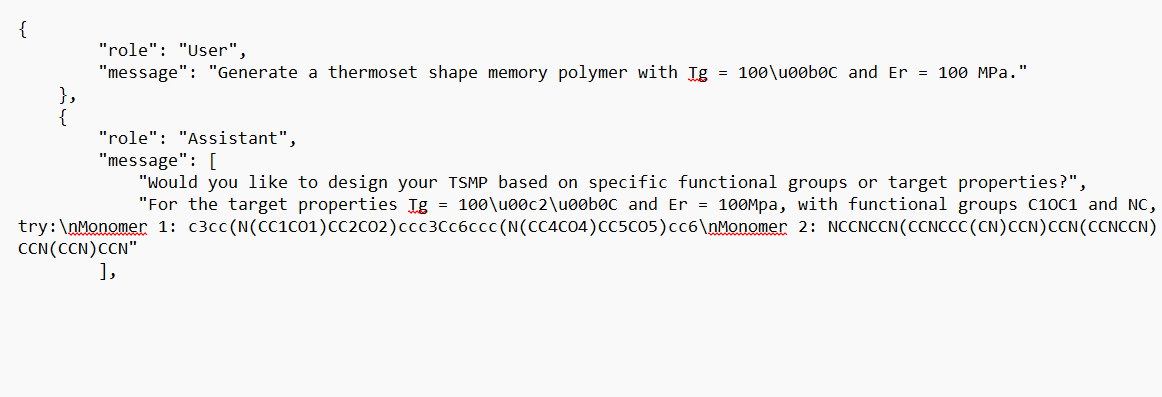 {
"role": "User",
"message": "Generate a thermoset shape memory polymer with Tg = 100\u00b0C and Er = 100 MPa."
},
{
"role": "Assistant",
"message": [
"Would you like to design your TSMP based on specific functional groups or target properties?",
"For the target properties Tg = 100\u00c2\u00b0C and Er = 100Mpa, with functional groups C1OC1 and NC,
try:\nMonomer 1: c3cc(N(CC1CO1)CC2CO2)ccc3Cc6ccc(N(CC4CO4)CC5CO5)cc6\nMonomer 2: NCCNCCN(CCNCCC(CN)CCN)CCN(CCNCCN)
CCN(CCN)CCN"
],